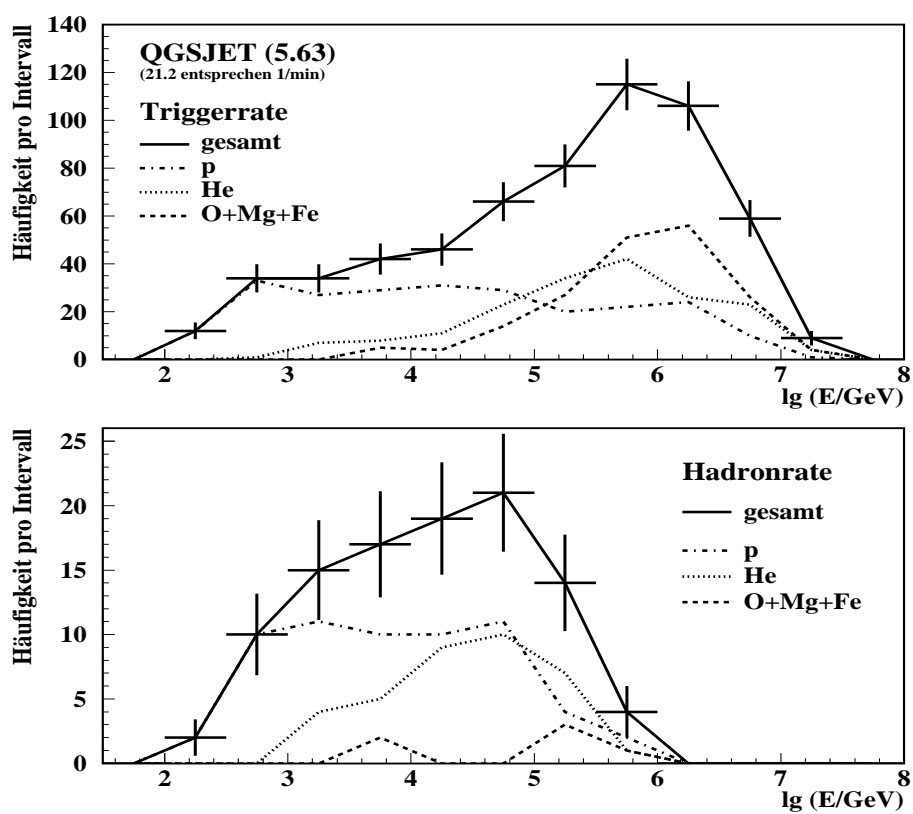 140
120
100
80
60
40
20
0
Häufigkeit pro Intervall
QGSJET (5.63)
(21.2 entsprechen 1/min)
Triggerrate
gesamt
p
He
O+Mg+Fe
2 3 4 5 6 7 8
lg (E/GeV)
25
20
15
10
5
0
Häufigkeit pro Intervall
Hadronrate
gesamt
p
He
O+Mg+Fe
2 3 4 5 6 7 8
lg (E/GeV)